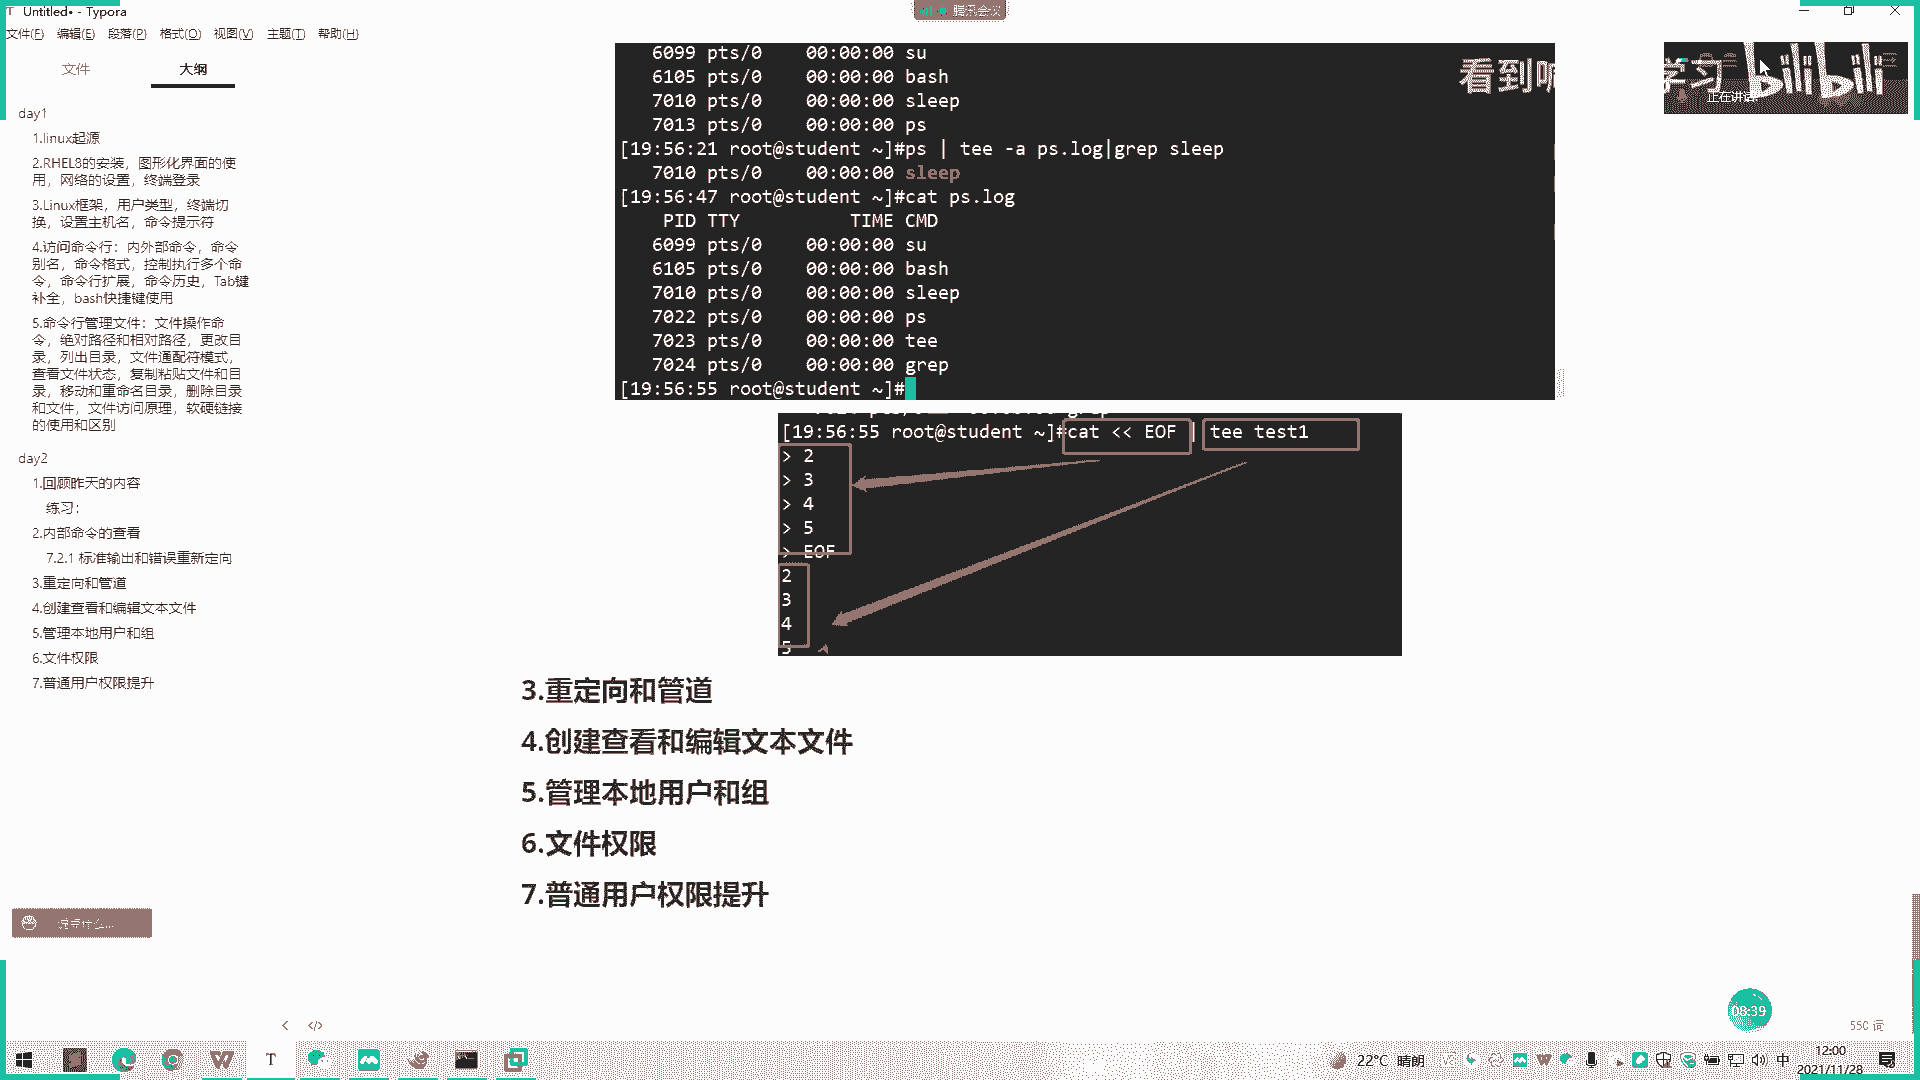 Untitled• - Typora
腾讯会议
文件(F) 编辑(E) 段落(P) 格式(O) 视图(V) 主题(T) 帮助(H)
文件 大纲
day1
1.linux起源
2.RHEL8的安装，图形化界面的使
用，网络的设置，终端登录
3.Linux框架，用户类型，终端切
换，设置主机名，命令提示符
4.访问命令行：内外部命令，命令
别名，命令格式，控制执行多个命
令，命令行扩展，命令历史，Tab键
补全，bash快捷键使用
5.命令行管理文件：文件操作命
令，绝对路径和相对路径，更改目
录，列出目录，文件通配符模式，
查看文件状态，复制粘贴文件和目
录，移动和重命名目录，删除目录
和文件，文件访问原理，软硬链接
的使用和区别
day2
1.回顾昨天的内容
练习：
2.内部命令的查看
7.2.1 标准输出和错误重新定向
3.重定向和管道
4.创建查看和编辑文本文件
5.管理本地用户和组
6.文件权限
7.普通用户权限提升
6099 pts/0 00:00:00 su
6105 pts/0 00:00:00 bash
7010 pts/0 00:00:00 sleep
7013 pts/0 00:00:00 ps
[19:56:21 root@student ~]#ps | tee -a ps.log|grep sleep
7010 pts/0 00:00:00 sleep
[19:56:47 root@student ~]#cat ps.log
PID TTY TIME CMD
6099 pts/0 00:00:00 su
6105 pts/0 00:00:00 bash
7010 pts/0 00:00:00 sleep
7022 pts/0 00:00:00 ps
7023 pts/0 00:00:00 tee
7024 pts/0 00:00:00 grep
[19:56:55 root@student ~]#
看到
学习 bilibili
正在讲话:
[19:56:55 root@student ~]#cat << EOF | tee test1
> 2
> 3
> 4
> 5
> EOF
2
3
4
5
3.重定向和管道
4.创建查看和编辑文本文件
5.管理本地用户和组
6.文件权限
7.普通用户权限提升
说点什么...
08:39
550 词
22°C 晴朗
中
12:00
2021/11/28